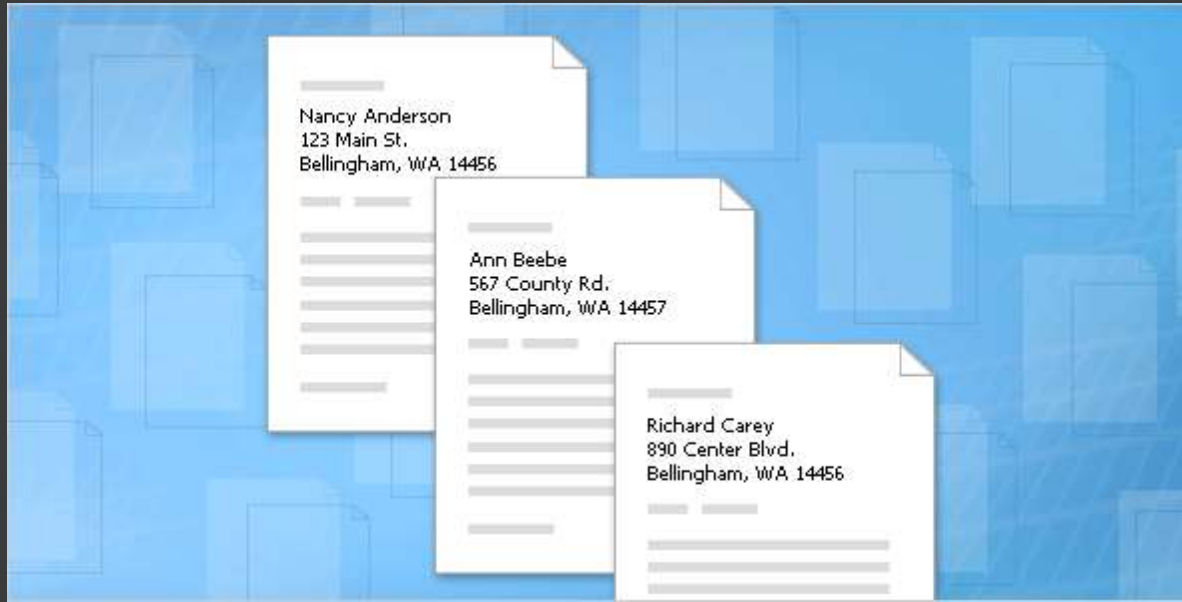 Nancy Anderson
123 Main St.
Bellingham, WA 14456
Ann Beebe
567 County Rd.
Bellingham, WA 14457
Richard Carey
890 Center Blvd.
Bellingham, WA 14456